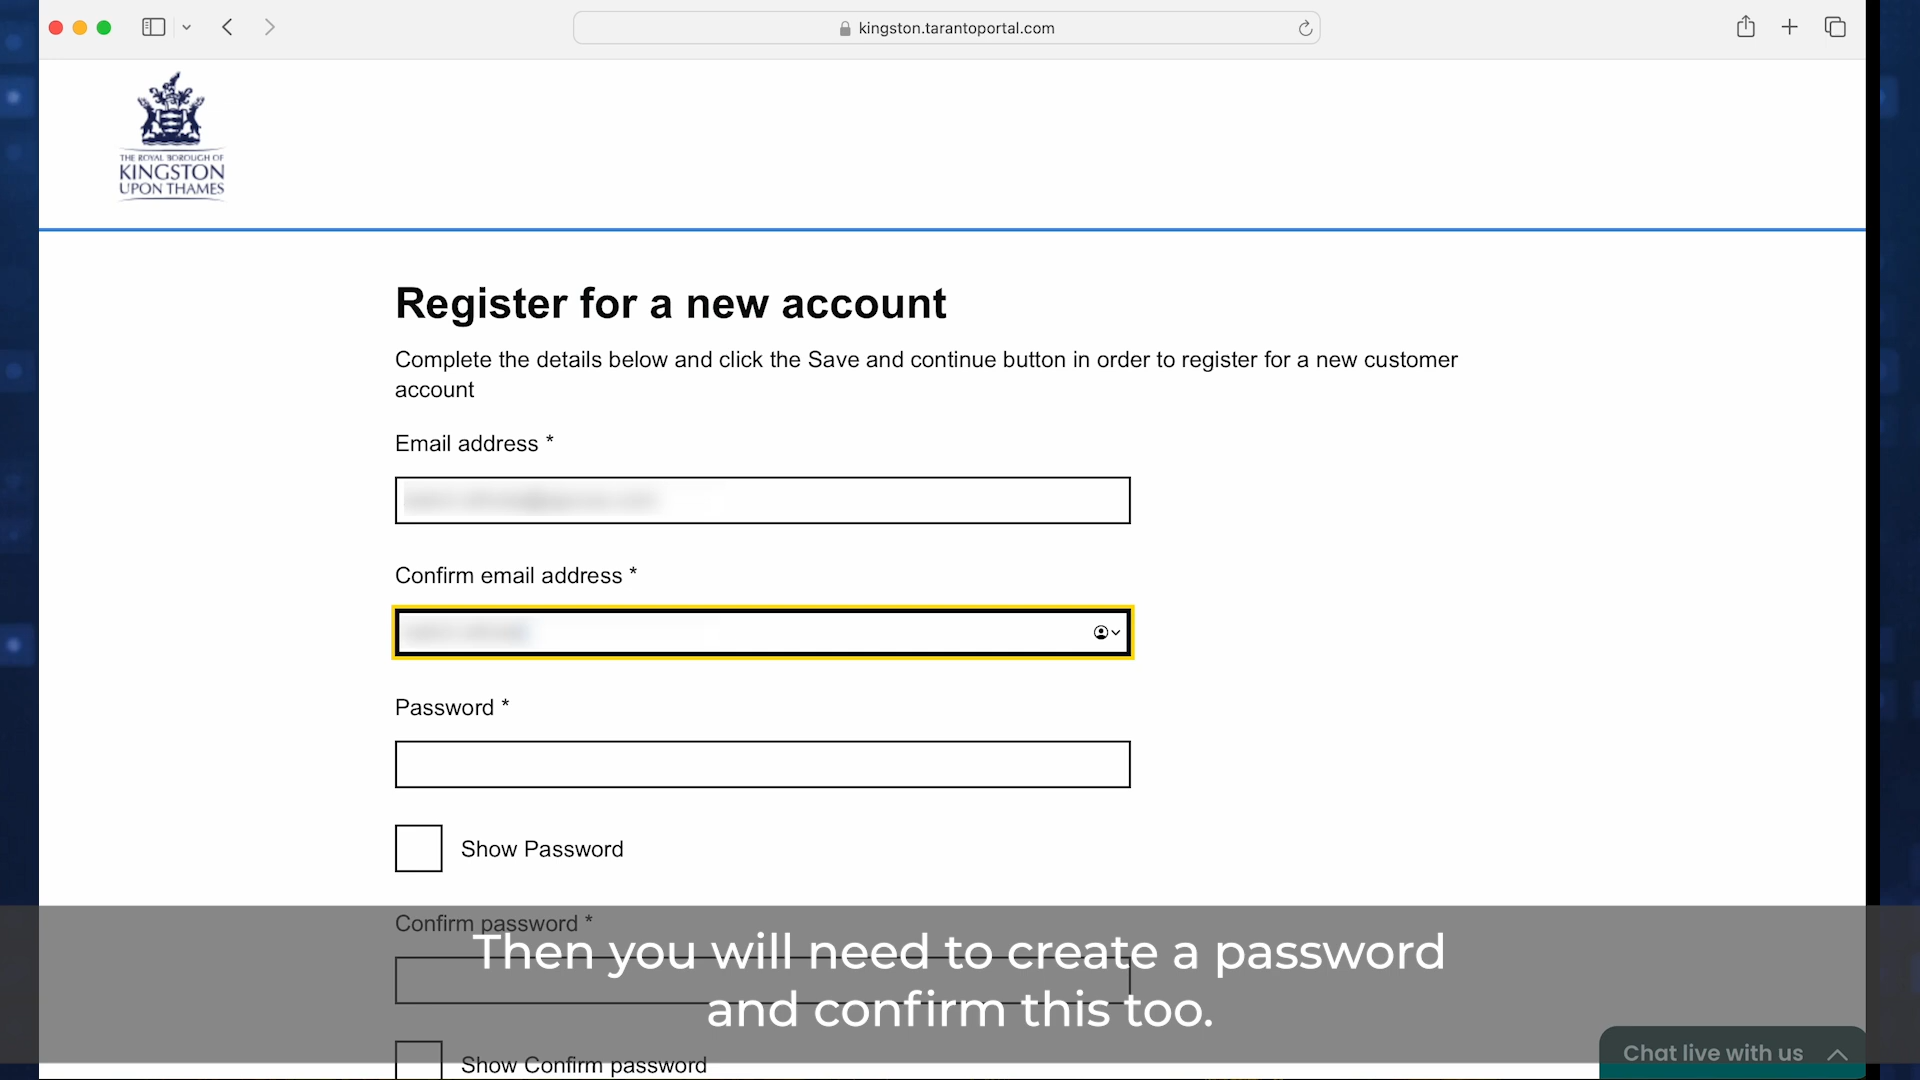 kingston.tarantoportal.com
THE ROYAL BOROUGH OF
KINGSTON
UPON THAMES
Register for a new account
Complete the details below and click the Save and continue button in order to register for a new customer
account
Email address *
Confirm email address *
Password *
Show Password
Confirm password *
Then you will need to create a password
and confirm this too.
Show Confirm password
Chat live with us